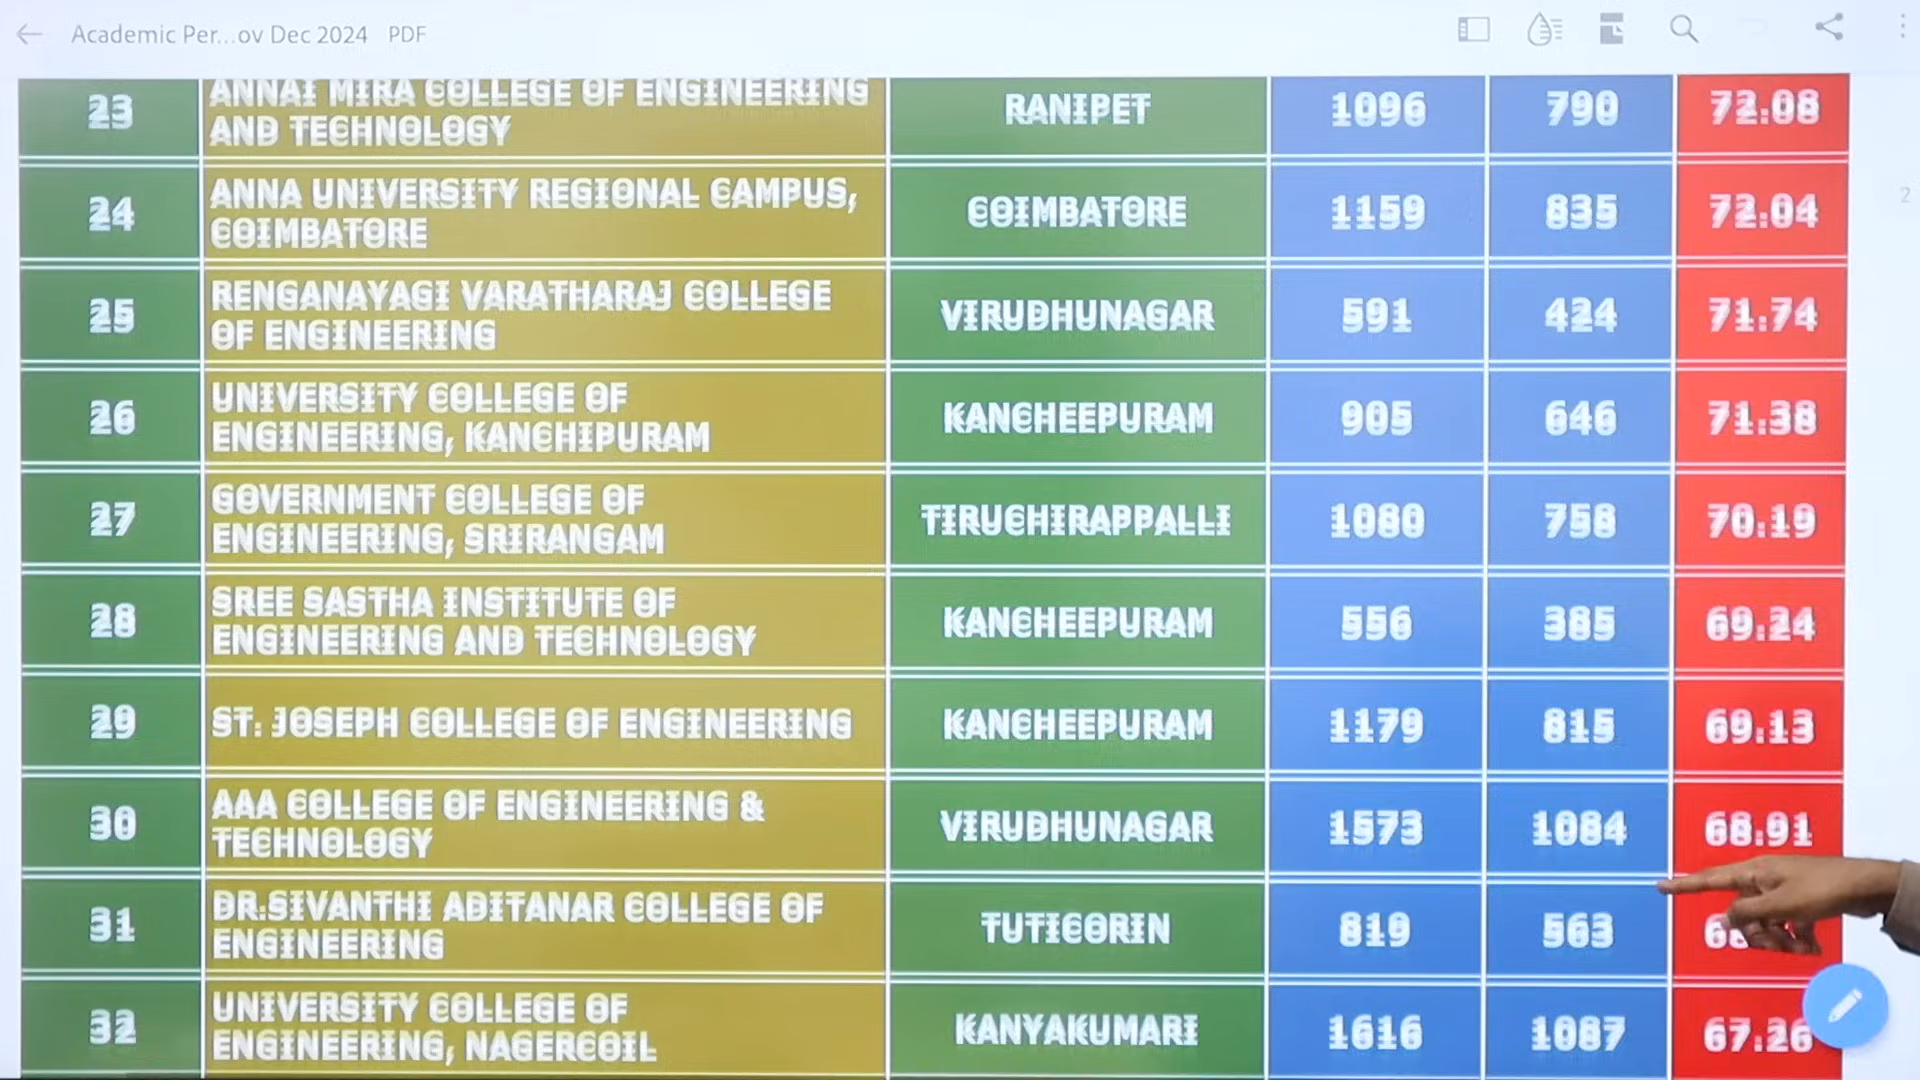 Academic Per...ov Dec 2024 PDF
23 ANNAI MIRA COLLEGE OF ENGINEERING AND TECHNOLOGY RANIPET 1096 790 72.08
24 ANNA UNIVERSITY REGIONAL CAMPUS, COIMBATORE COIMBATORE 1159 835 72.04
2
25 RENGANAYAGI VARATHARAJ COLLEGE OF ENGINEERING VIRUDHUNAGAR 591 424 71.74
26 UNIVERSITY COLLEGE OF ENGINEERING, KANCHIPURAM KANCHEEPURAM 905 646 71.38
27 GOVERNMENT COLLEGE OF ENGINEERING, SRIRANGAM TIRUCHIRAPPALLI 1080 758 70.19
28 SREE SASTHA INSTITUTE OF ENGINEERING AND TECHNOLOGY KANCHEEPURAM 556 385 69.24
29 ST. JOSEPH COLLEGE OF ENGINEERING KANCHEEPURAM 1179 815 69.13
30 AAA COLLEGE OF ENGINEERING & TECHNOLOGY VIRUDHUNAGAR 1573 1084 68.91
31 DR.SIVANTHI ADITANAR COLLEGE OF ENGINEERING TUTICORIN 819 563
32 UNIVERSITY COLLEGE OF ENGINEERING, NAGERCOIL KANYAKUMARI 1616 1087 67.26